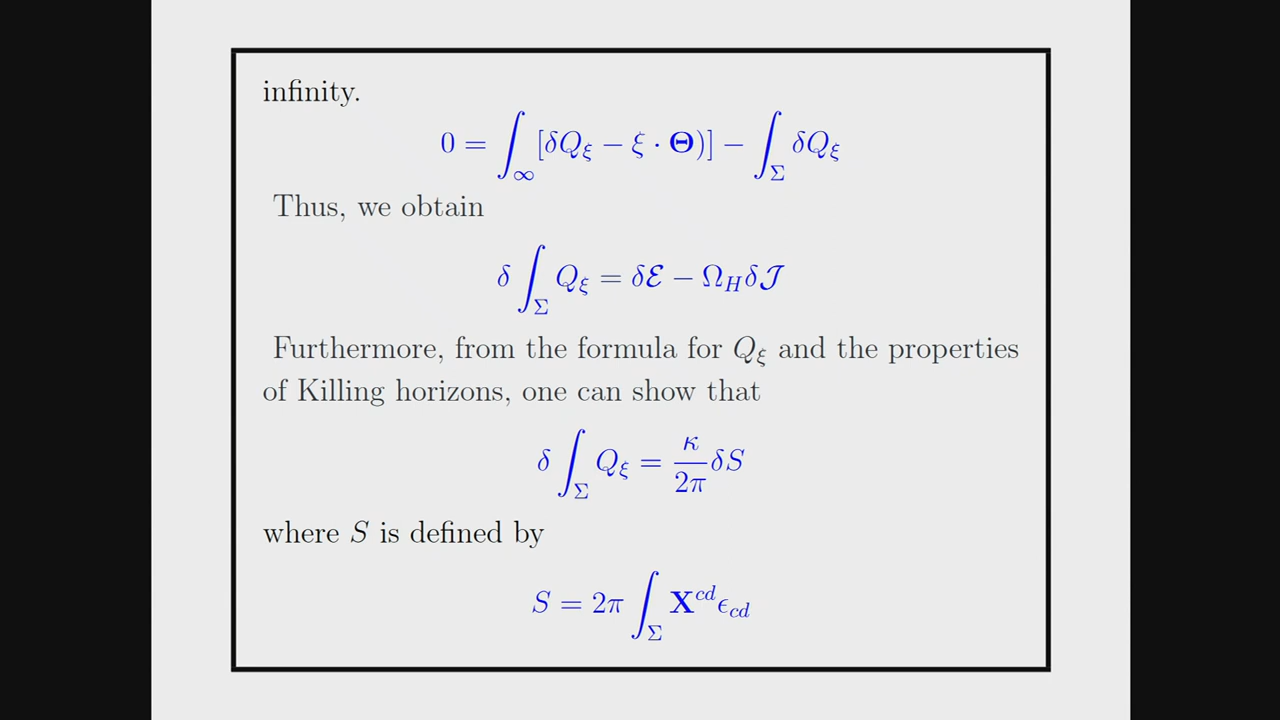 infinity.
0 = ∫_∞ [δQ_ξ − ξ · Θ)] − ∫_Σ δQ_ξ
Thus, we obtain
δ ∫_Σ Q_ξ = δℰ − Ω_H δ𝒥
Furthermore, from the formula for Q_ξ and the properties
of Killing horizons, one can show that
δ ∫_Σ Q_ξ = κ/2π δS
where S is defined by
S = 2π ∫_Σ X^{cd} ϵ_{cd}